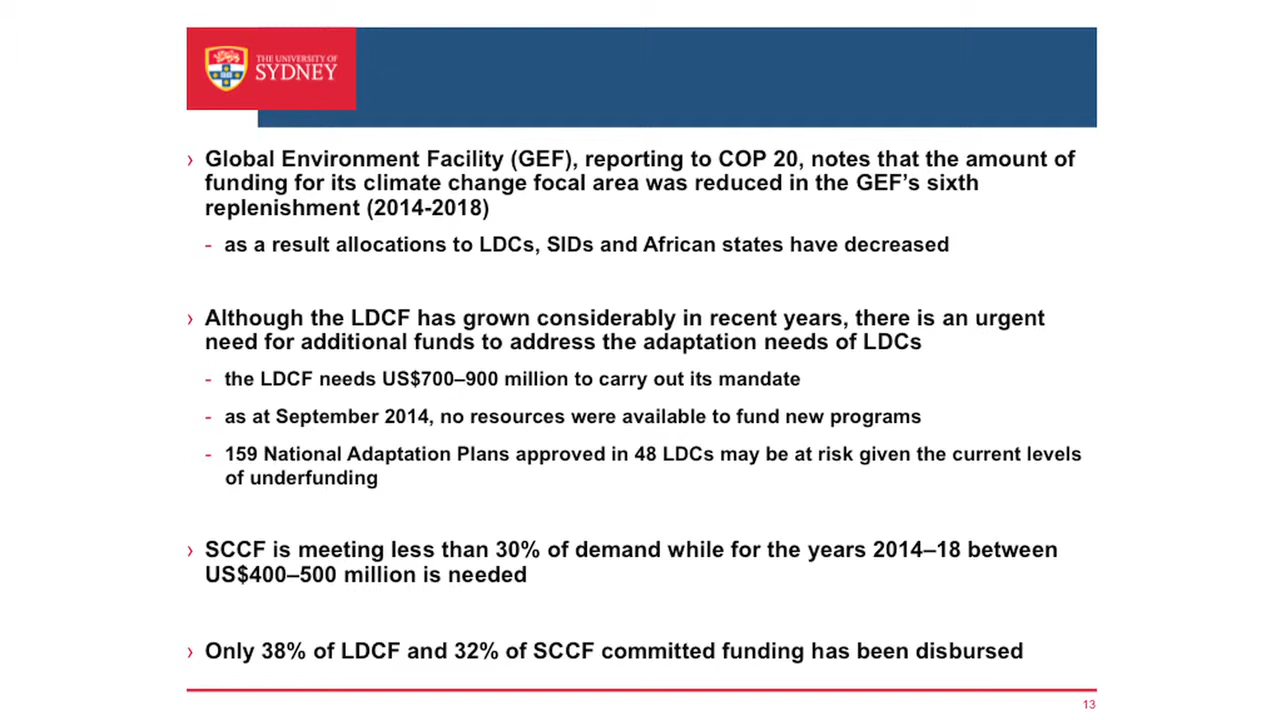 THE UNIVERSITY OF
SYDNEY
› Global Environment Facility (GEF), reporting to COP 20, notes that the amount of
funding for its climate change focal area was reduced in the GEF’s sixth
replenishment (2014-2018)
- as a result allocations to LDCs, SIDs and African states have decreased
› Although the LDCF has grown considerably in recent years, there is an urgent
need for additional funds to address the adaptation needs of LDCs
- the LDCF needs US$700–900 million to carry out its mandate
- as at September 2014, no resources were available to fund new programs
- 159 National Adaptation Plans approved in 48 LDCs may be at risk given the current levels
of underfunding
› SCCF is meeting less than 30% of demand while for the years 2014–18 between
US$400–500 million is needed
› Only 38% of LDCF and 32% of SCCF committed funding has been disbursed
13